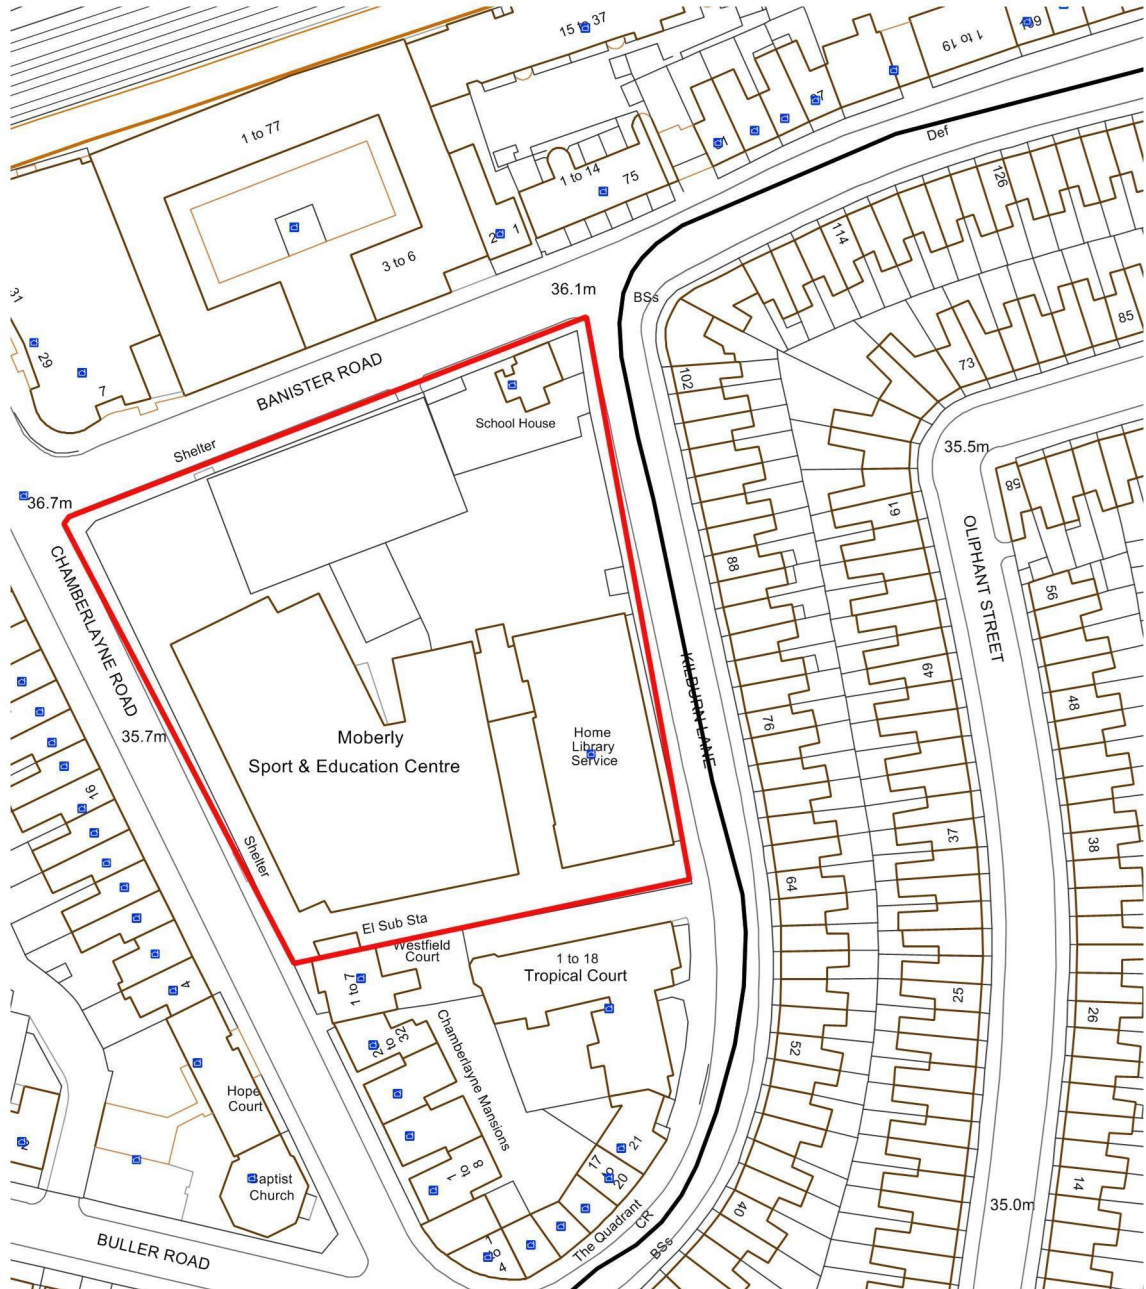 15 to 37
1 to 19
1 to 77
Def
1 to 14
75
126
2
1
114
3 to 6
36.1m
BSs
31
85
29
73
7
102
BANISTER ROAD
School House
Shelter
35.5m
58
36.7m
61
CHAMBERLAYNE ROAD
OLIPHANT STREET
88
56
49
KILBURN LANE
48
76
35.7m
Moberly
Sport & Education Centre
Home
Library
Service
16
37
38
Shelter
64
El Sub Sta
Westfield
Court
1 to 18
Tropical Court
1 to 7
4
25
26
Chamberlayne Mansions
52
Hope
Court
21
17
to
20
8
to
1
14
Baptist
Church
35.0m
40
The Quadrant
CR
BSs
BULLER ROAD
1
to
4